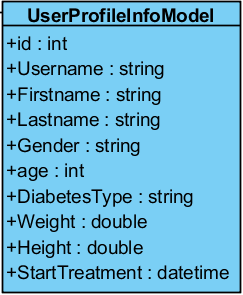 UserProfileInfoModel
+id : int
+Username : string
+Firstname : string
+Lastname : string
+Gender : string
+age : int
+DiabetesType : string
+Weight : double
+Height : double
+StartTreatment : datetime